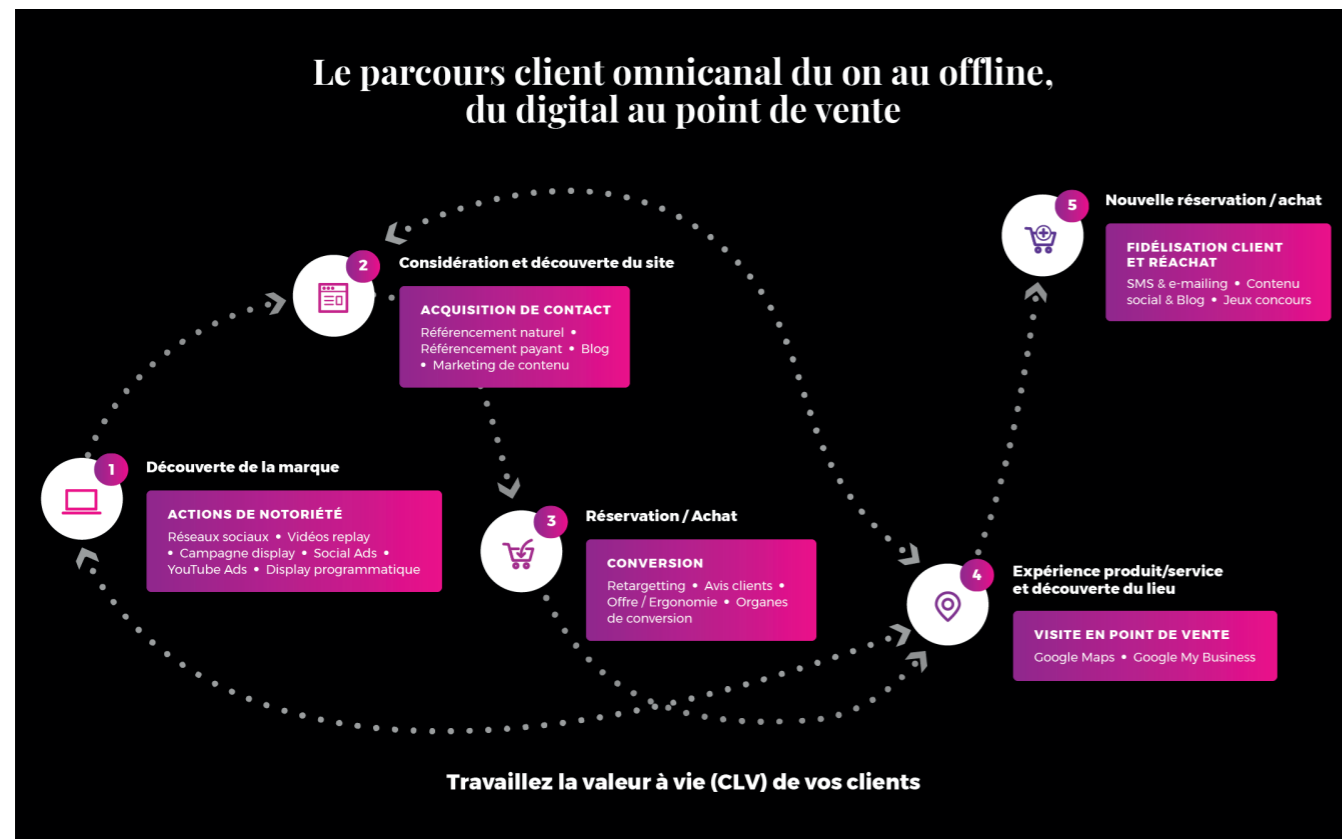 Le parcours client omnicanal du on au offline,
du digital au point de vente
1
Découverte de la marque
ACTIONS DE NOTORIÉTÉ
Réseaux sociaux • Vidéos replay
• Campagne display • Social Ads •
YouTube Ads • Display programmatique
2
Considération et découverte du site
ACQUISITION DE CONTACT
Référencement naturel •
Référencement payant • Blog
• Marketing de contenu
3
Réservation / Achat
CONVERSION
Retargetting • Avis clients •
Offre / Ergonomie • Organes
de conversion
4
Expérience produit/service
et découverte du lieu
VISITE EN POINT DE VENTE
Google Maps • Google My Business
5
Nouvelle réservation / achat
FIDÉLISATION CLIENT
ET RÉACHAT
SMS & e-mailing • Contenu
social & Blog • Jeux concours
Travaillez la valeur à vie (CLV) de vos clients